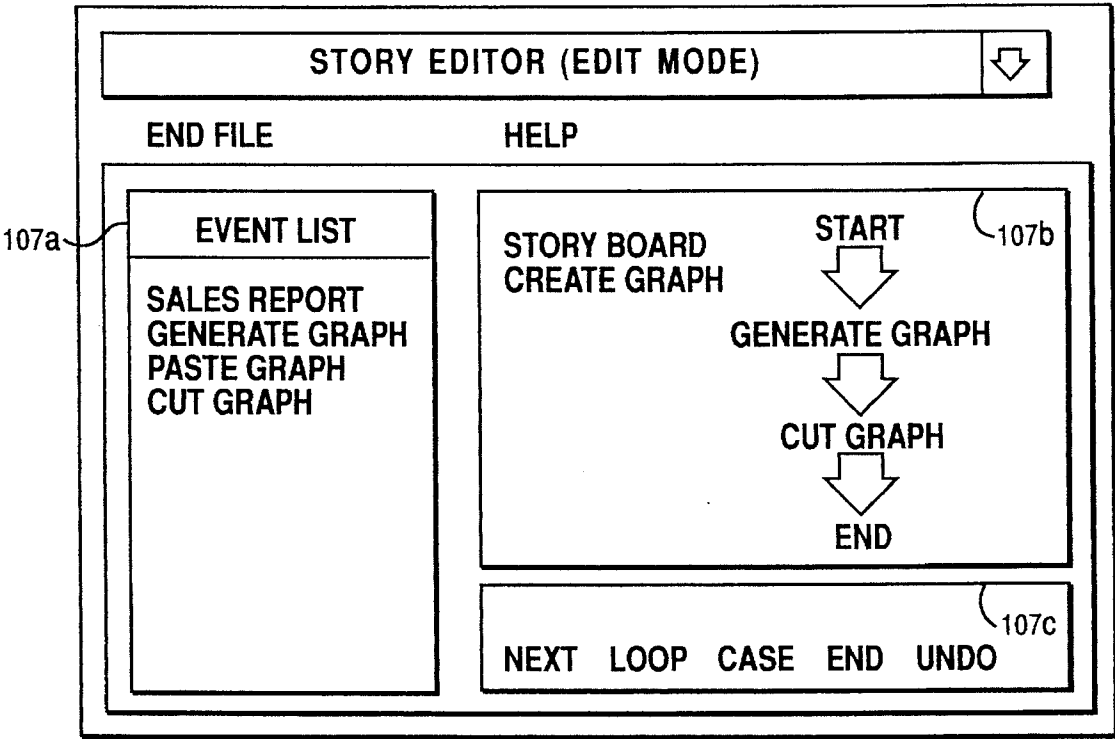 STORY EDITOR (EDIT MODE)
END FILE
HELP
107a
EVENT LIST
SALES REPORT
GENERATE GRAPH
PASTE GRAPH
CUT GRAPH
107b
STORY BOARD
CREATE GRAPH
START
GENERATE GRAPH
CUT GRAPH
END
107c
NEXT LOOP CASE END UNDO